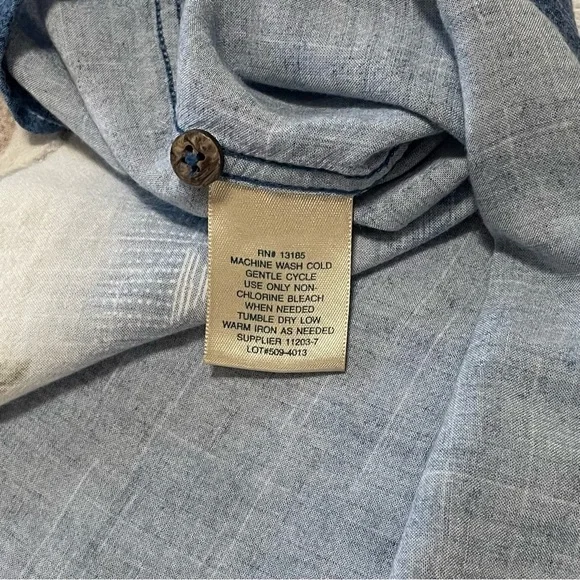 RN# 13165
MACHINE WASH COLD
GENTLE CYCLE
USE ONLY NON-
CHLORINE BLEACH
WHEN NEEDED
TUMBLE DRY LOW
WARM IRON AS NEEDED
SUPPLIER 11203-7
LOT#509-4013